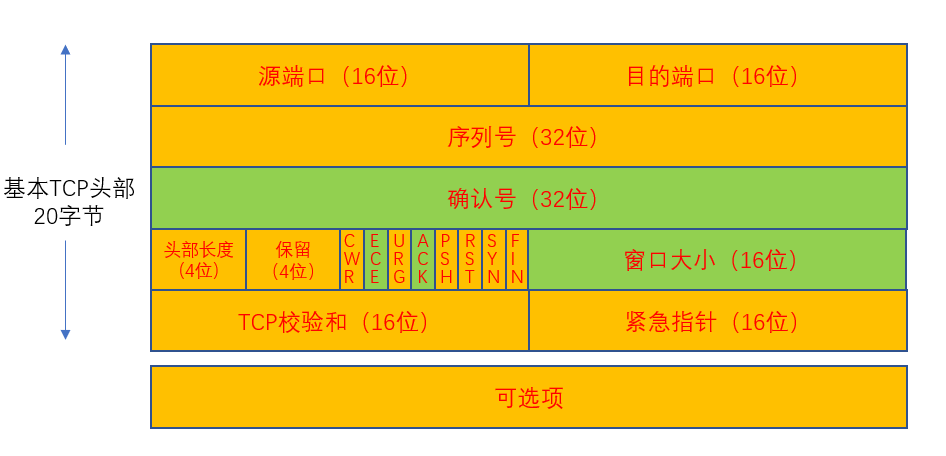 源端口（16位）
目的端口（16位）
序列号（32位）
基本TCP头部
20字节
确认号（32位）
头部长度
（4位）
保留
（4位）
CWR
ECE
URG
ACK
PSH
RST
SYN
FIN
窗口大小（16位）
TCP校验和（16位）
紧急指针（16位）
可选项